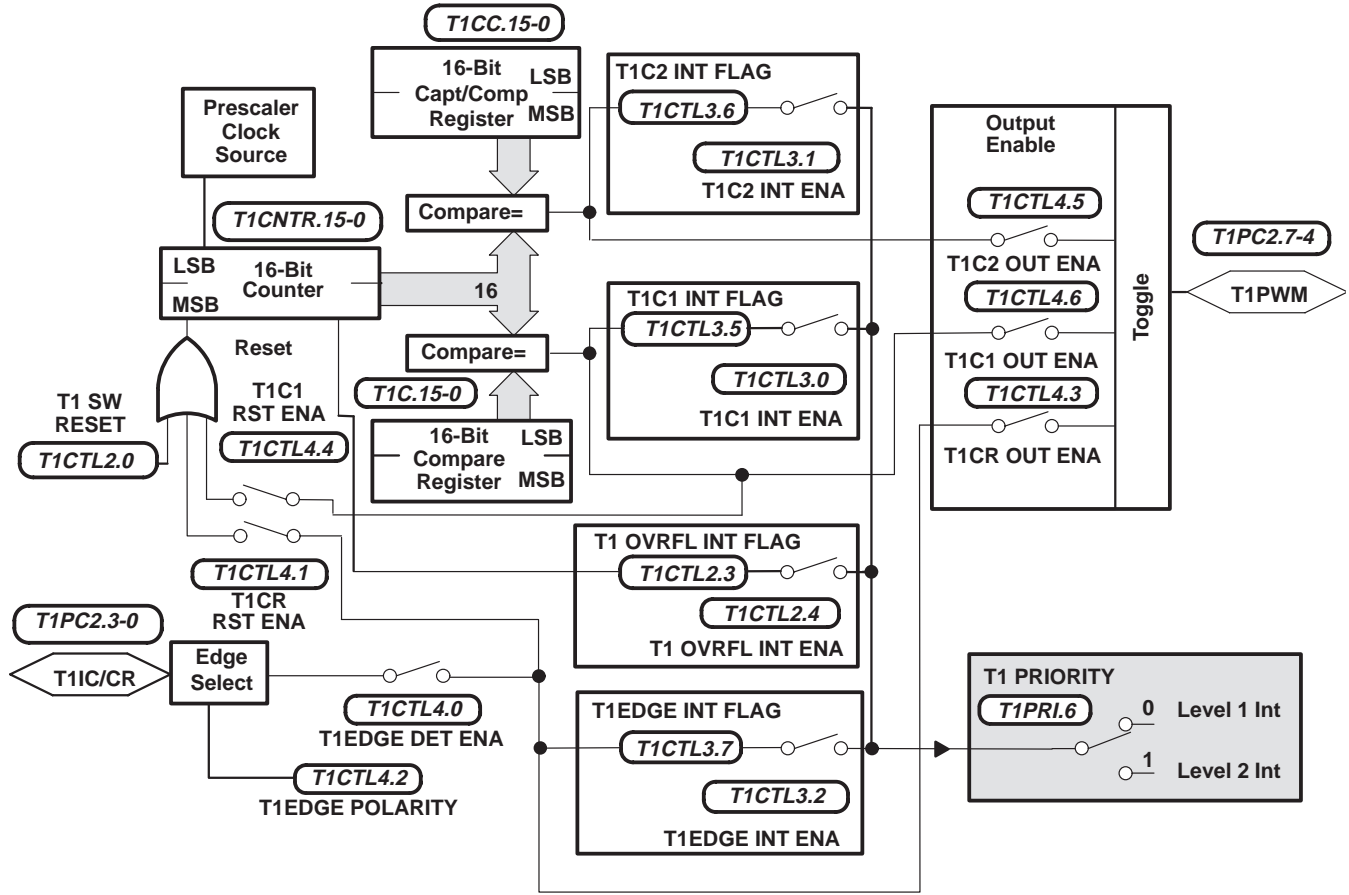 T1CC.15-0
16-Bit
Capt/Comp
Register
LSB
MSB
Prescaler
Clock
Source
T1C2 INT FLAG
T1CTL3.6
T1CTL3.1
T1C2 INT ENA
Output
Enable
T1CNTR.15-0
Compare=
T1CTL4.5
T1C2 OUT ENA
T1PC2.7-4
T1PWM
Toggle
LSB
MSB
16-Bit
Counter
16
T1C1 INT FLAG
T1CTL3.5
T1CTL3.0
T1C1 INT ENA
T1CTL4.6
T1C1 OUT ENA
T1CTL4.3
T1CR OUT ENA
Reset
Compare=
T1C.15-0
T1 SW
RESET
T1CTL2.0
T1C1
RST ENA
T1CTL4.4
16-Bit
Compare
Register
LSB
MSB
T1 OVRFL INT FLAG
T1CTL2.3
T1CTL2.4
T1 OVRFL INT ENA
T1CTL4.1
T1CR
RST ENA
T1PC2.3-0
T1IC/CR
Edge
Select
T1CTL4.0
T1EDGE DET ENA
T1CTL4.2
T1EDGE POLARITY
T1EDGE INT FLAG
T1CTL3.7
T1CTL3.2
T1EDGE INT ENA
T1 PRIORITY
T1PRI.6
0 Level 1 Int
1 Level 2 Int